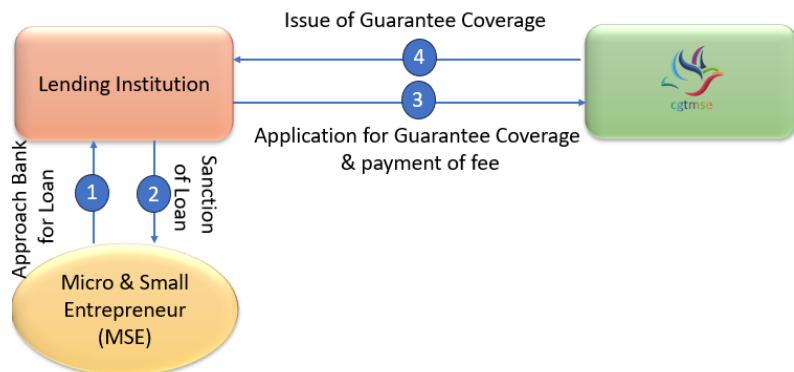 Issue of Guarantee Coverage
4
Lending Institution
cgtmse
3
Application for Guarantee Coverage
& payment of fee
Approach Bank
for Loan
1
2
Sanction
of Loan
Micro & Small
Entrepreneur
(MSE)